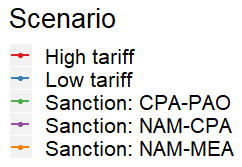 Scenario
High tariff
Low tariff
Sanction: CPA-PAO
Sanction: NAM-CPA
Sanction: NAM-MEA